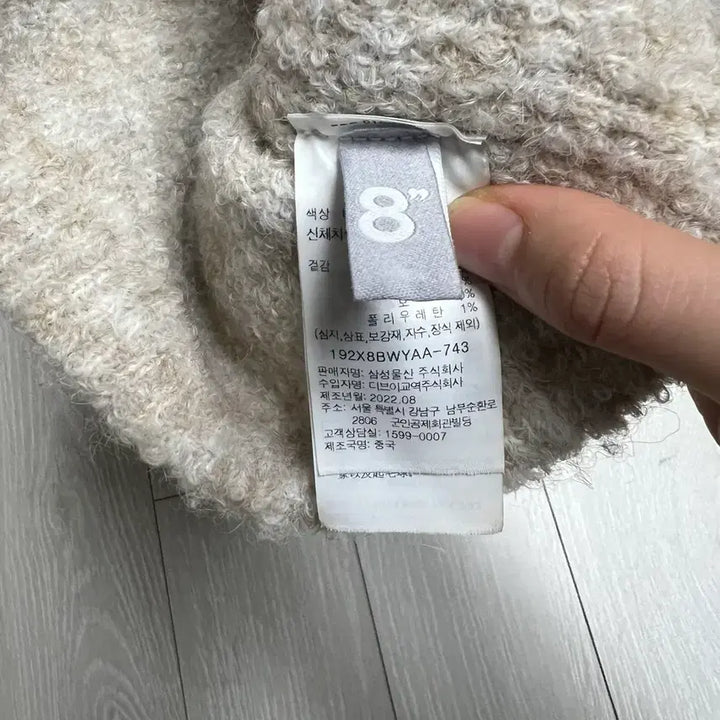 8”
색상
신체치
겉감
모
%
폴리우레탄 1%
(심지,상표,보강재,자수,장식 제외)
192X8BWYAA-743
판매자명: 삼성물산 주식회사
수입자명: 디브이교역주식회사
제조년월: 2022.08
주소: 서울 특별시 강남구 남부순환로
2806 군인공제회관빌딩
고객상담실: 1599-0007
제조국명: 중국